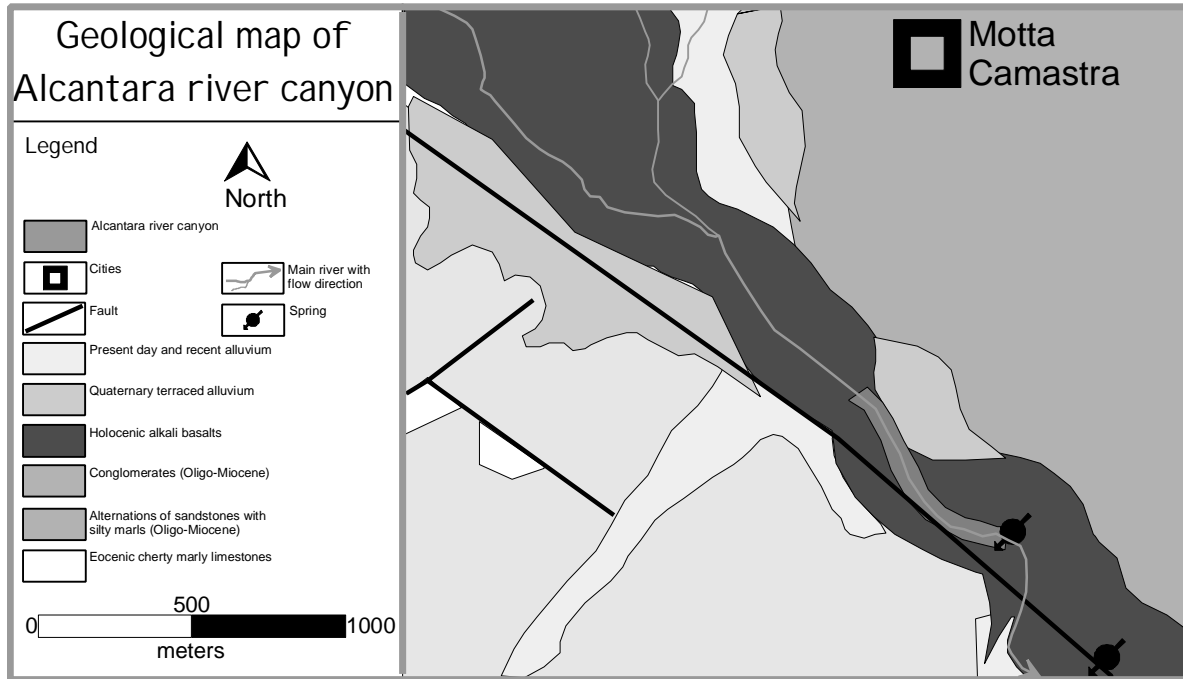 Geological map of
Alcantara river canyon
Legend
North
Alcantara river canyon
Cities
Main river with
flow direction
Fault
Spring
Present day and recent alluvium
Quaternary terraced alluvium
Holocenic alkali basalts
Conglomerates (Oligo-Miocene)
Alternations of sandstones with
silty marls (Oligo-Miocene)
Eocenic cherty marly limestones
500
0
1000
meters
Motta
Camastra